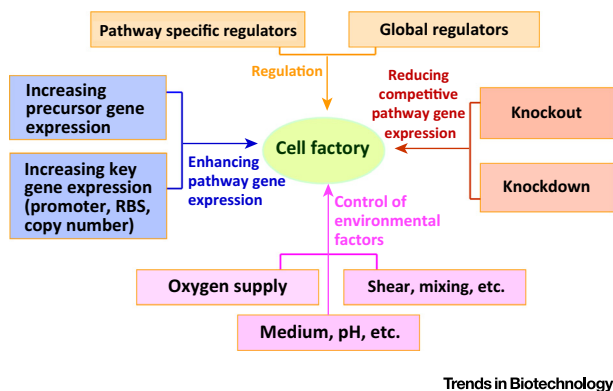 Pathway specific regulators
Global regulators
Regulation
Increasing
precursor gene
expression
Increasing key
gene expression
(promoter, RBS,
copy number)
Enhancing
pathway gene
expression
Cell factory
Reducing
competitive
pathway gene
expression
Knockout
Knockdown
Control of
environmental
factors
Oxygen supply
Shear, mixing, etc.
Medium, pH, etc.
Trends in Biotechnology